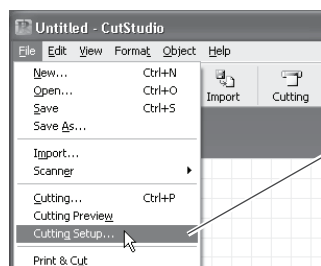 Untitled - CutStudio
File Edit View Format Object Help
New... Ctrl+N
Open... Ctrl+O
Save Ctrl+S
Save As...
Import...
Scanner
Cutting... Ctrl+P
Cutting Preview
Cutting Setup...
Print & Cut
Import
Cutting